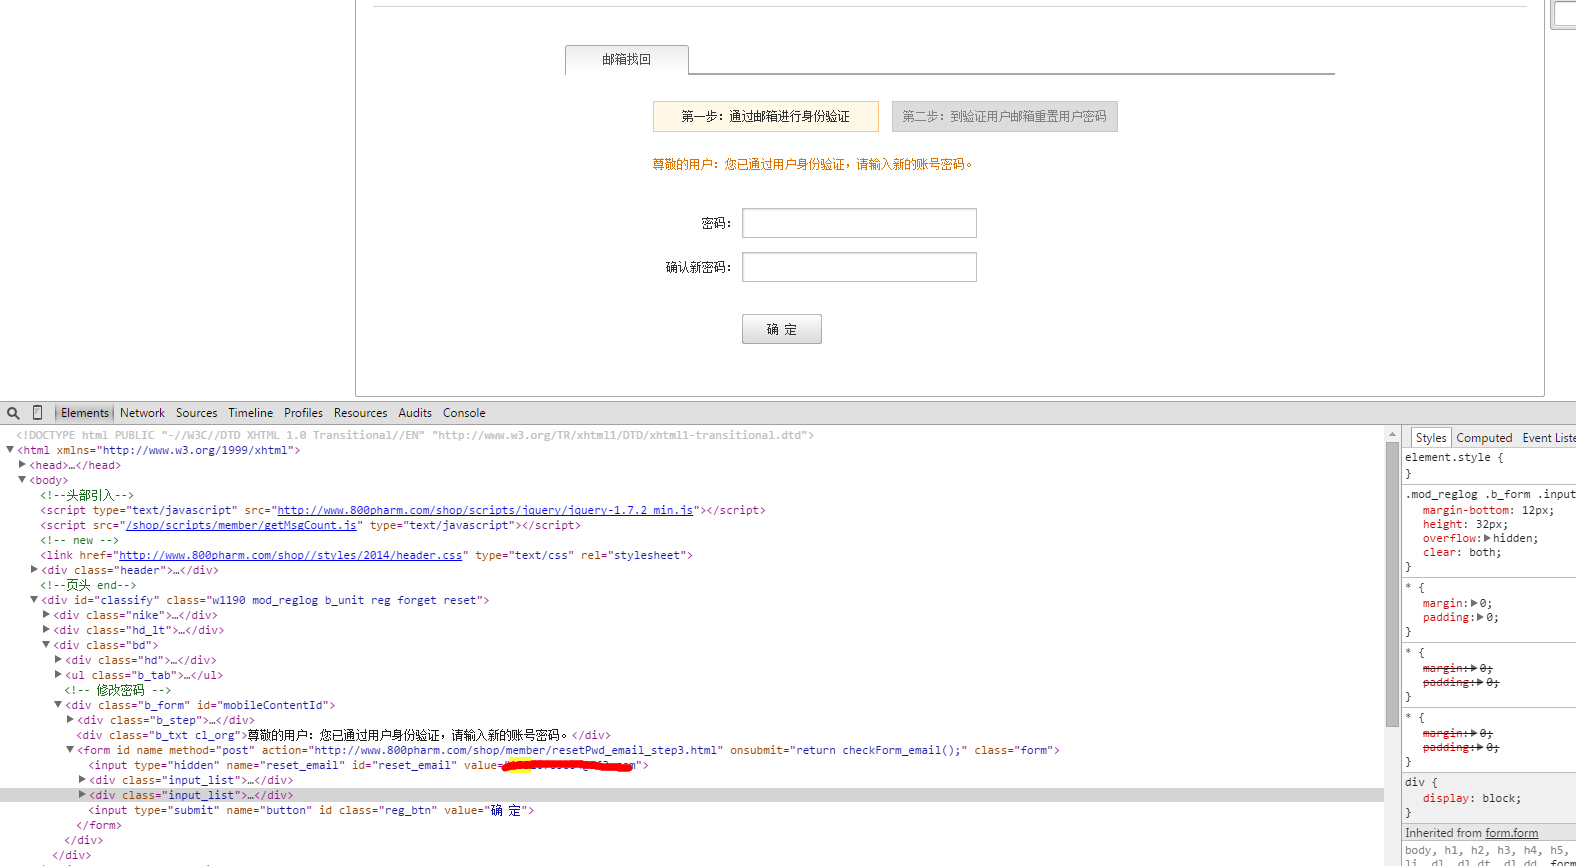 邮箱找回
第一步：通过邮箱进行身份验证
第二步：到验证用户邮箱重置用户密码
尊敬的用户：您已通过用户身份验证，请输入新的账号密码。
密码：
确认新密码：
确 定
Elements Network Sources Timeline Profiles Resources Audits Console
<!DOCTYPE html PUBLIC "-//W3C//DTD XHTML 1.0 Transitional//EN" "http://www.w3.org/TR/xhtml1/DTD/xhtml1-transitional.dtd">
<html xmlns="http://www.w3.org/1999/xhtml">
<head>…</head>
<body>
<!--头部引入-->
<script type="text/javascript" src="http://www.800pharm.com/shop/scripts/jquery/jquery-1.7.2_min.js"></script>
<script src="/shop/scripts/member/getMsgCount.js" type="text/javascript"></script>
<!-- new -->
<link href="http://www.800pharm.com/shop//styles/2014/header.css" type="text/css" rel="stylesheet">
<div class="header">…</div>
<!--页头 end-->
<div id="classify" class="w1190 mod_reglog b_unit reg forget reset">
<div class="nike">…</div>
<div class="hd_lt">…</div>
<div class="bd">
<div class="hd">…</div>
<ul class="b_tab">…</ul>
<!-- 修改密码 -->
<div class="b_form" id="mobileContentId">
<div class="b_step">…</div>
<div class="b_txt cl_org">尊敬的用户：您已通过用户身份验证，请输入新的账号密码。</div>
<form id name method="post" action="http://www.800pharm.com/shop/member/resetPwd_email_step3.html" onsubmit="return checkForm_email();" class="form">
<input type="hidden" name="reset_email" id="reset_email" value=">
<div class="input_list">…</div>
<div class="input_list">…</div>
<input type="submit" name="button" id class="reg_btn" value="确 定">
</form>
</div>
</div>
Styles Computed Event Liste
element.style {
}
.mod_reglog .b_form .input
margin-bottom: 12px;
height: 32px;
overflow: hidden;
clear: both;
}
* {
margin: 0;
padding: 0;
}
* {
margin: 0;
padding: 0;
}
* {
margin: 0;
padding: 0;
}
div {
display: block;
}
Inherited from form.form
body, h1, h2, h3, h4, h5,
li, dl, dt, dl dd, form